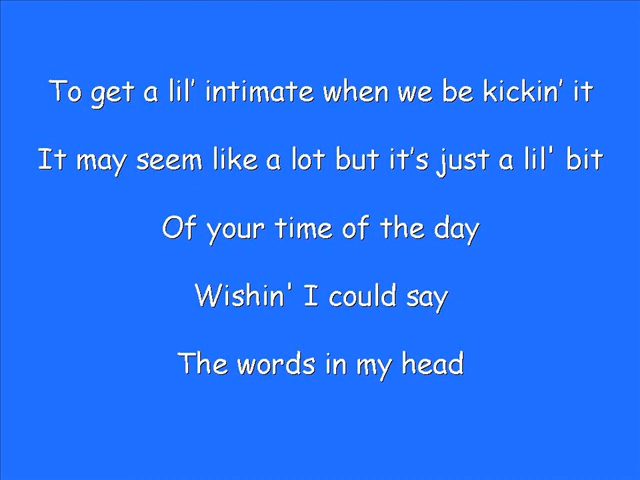 To get a lil’ intimate when we be kickin’ it
It may seem like a lot but it’s just a lil' bit
Of your time of the day
Wishin' I could say
The words in my head